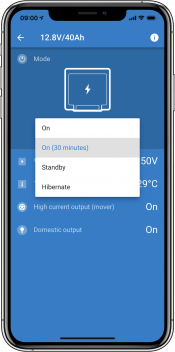 09:00
12.8V/40Ah
Mode
On
On (30 minutes)
Standby
Hibernate
50V
29°C
High current output (mover)
On
Domestic output
On